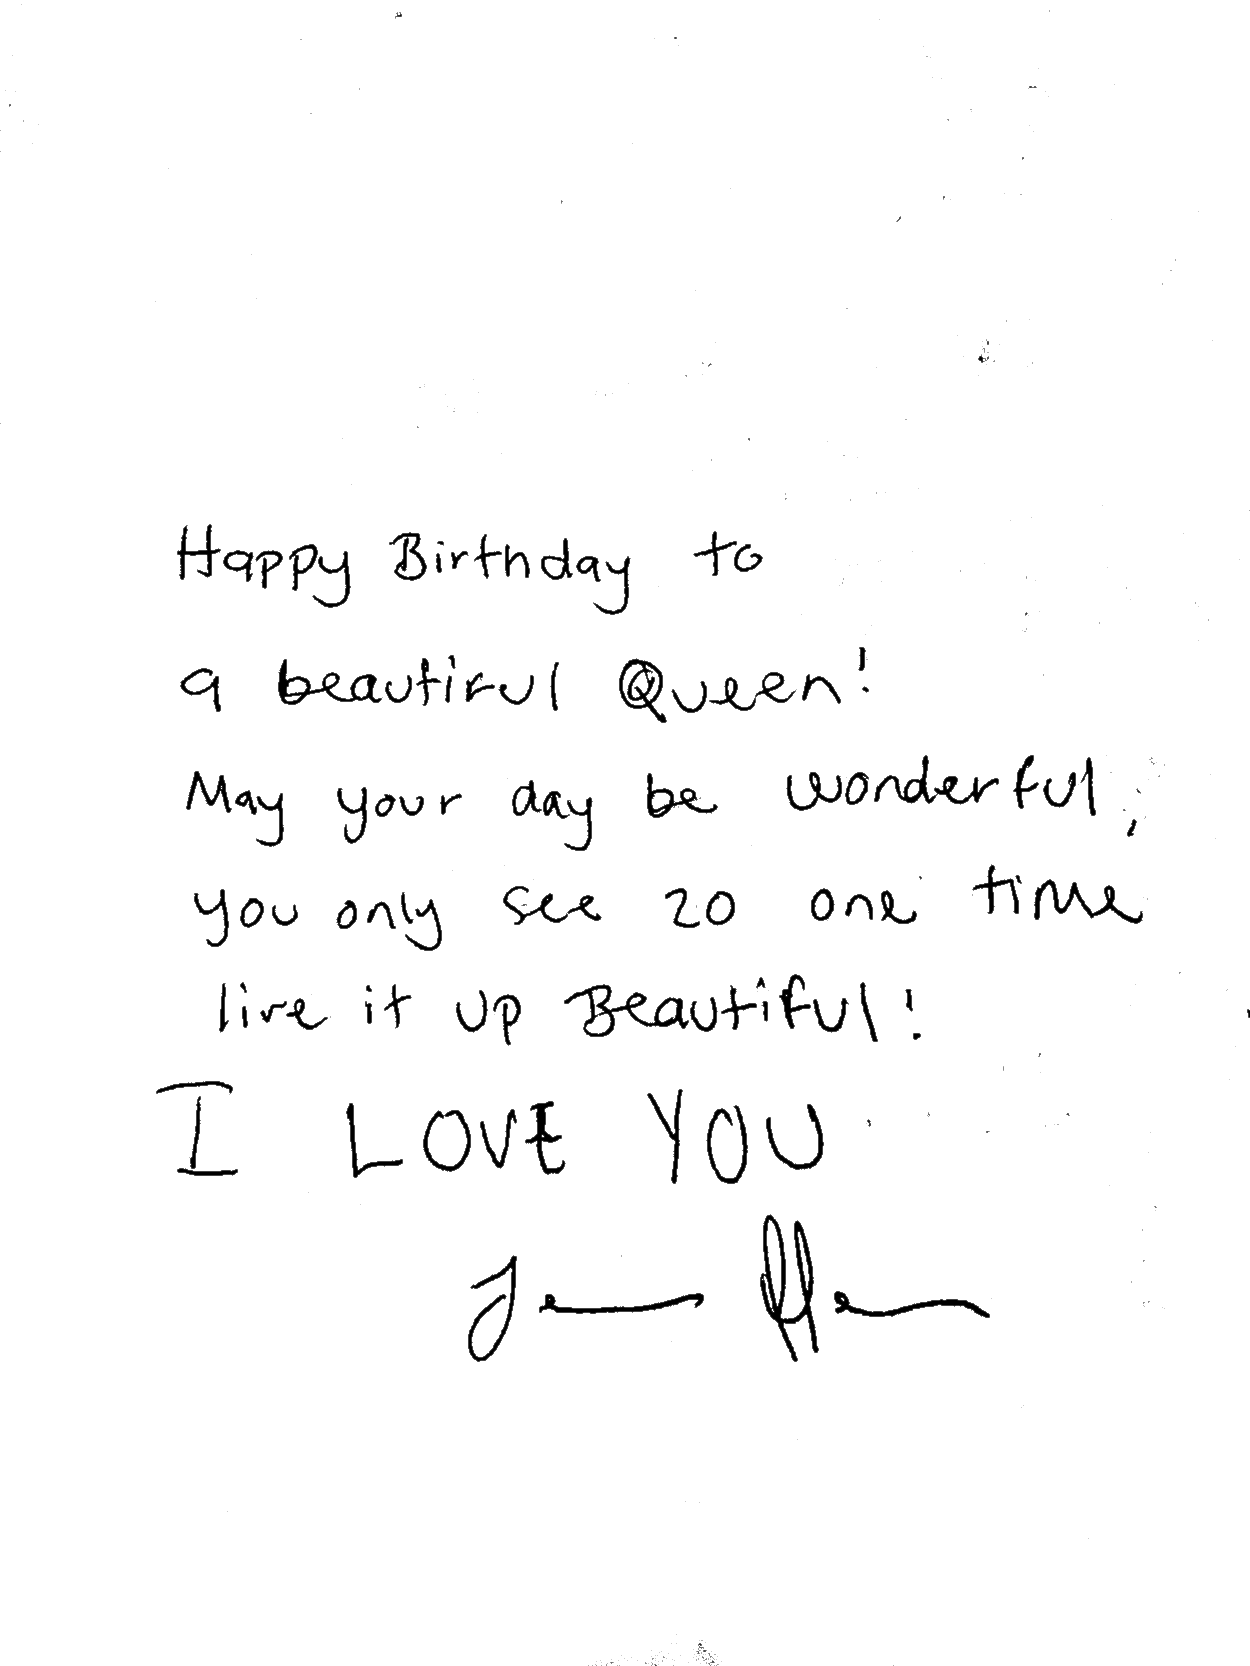 Happy Birthday to
a beautiful Queen!
May your day be wonderful,
you only see 20 one time
live it up Beautiful!
I LOVE YOU